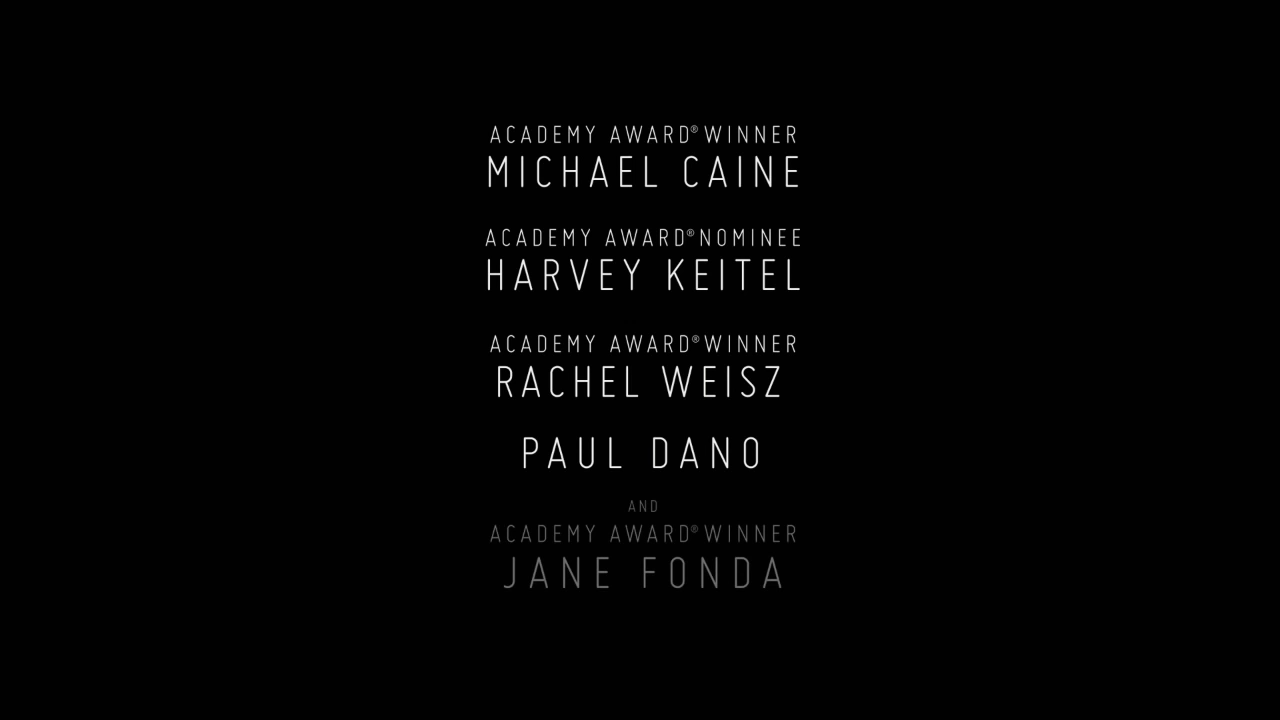 ACADEMY AWARD® WINNER
MICHAEL CAINE
ACADEMY AWARD® NOMINEE
HARVEY KEITEL
ACADEMY AWARD® WINNER
RACHEL WEISZ
PAUL DANO
AND
ACADEMY AWARD® WINNER
JANE FONDA